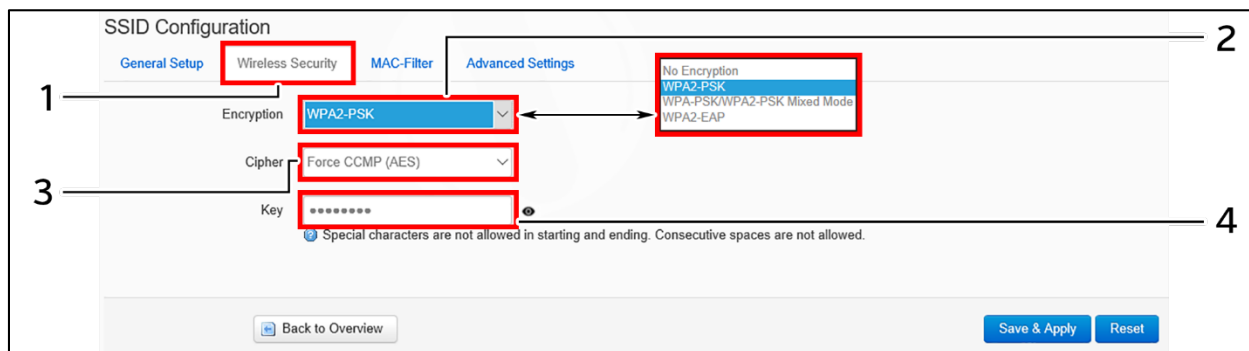 SSID Configuration
2
General Setup Wireless Security MAC-Filter Advanced Settings
No Encryption
WPA2-PSK
WPA-PSK/WPA2-PSK Mixed Mode
WPA2-EAP
1
Encryption WPA2-PSK
Cipher Force CCMP (AES)
3
Key ••••••••
4
Special characters are not allowed in starting and ending. Consecutive spaces are not allowed.
Back to Overview Save & Apply Reset